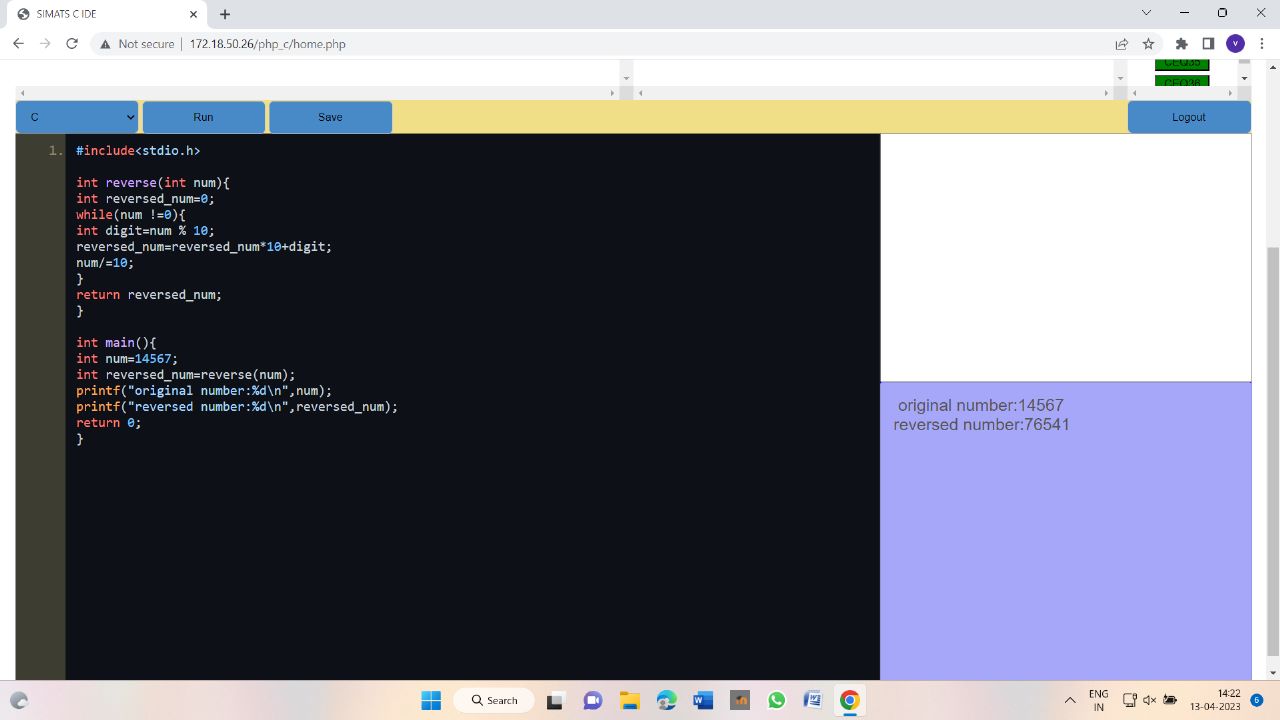 SIMATS C IDE
Not secure
172.18.50.26/php_c/home.php
v
CEQ35
CEQ36
C
Run
Save
Logout
1.
#include<stdio.h>
int reverse(int num){
int reversed_num=0;
while(num !=0){
int digit=num % 10;
reversed_num=reversed_num*10+digit;
num/=10;
}
return reversed_num;
}
int main(){
int num=14567;
int reversed_num=reverse(num);
printf("original number:%d\n",num);
printf("reversed number:%d\n",reversed_num);
return 0;
}
original number:14567
reversed number:76541
Search
ENG
IN
14:22
13-04-2023
6